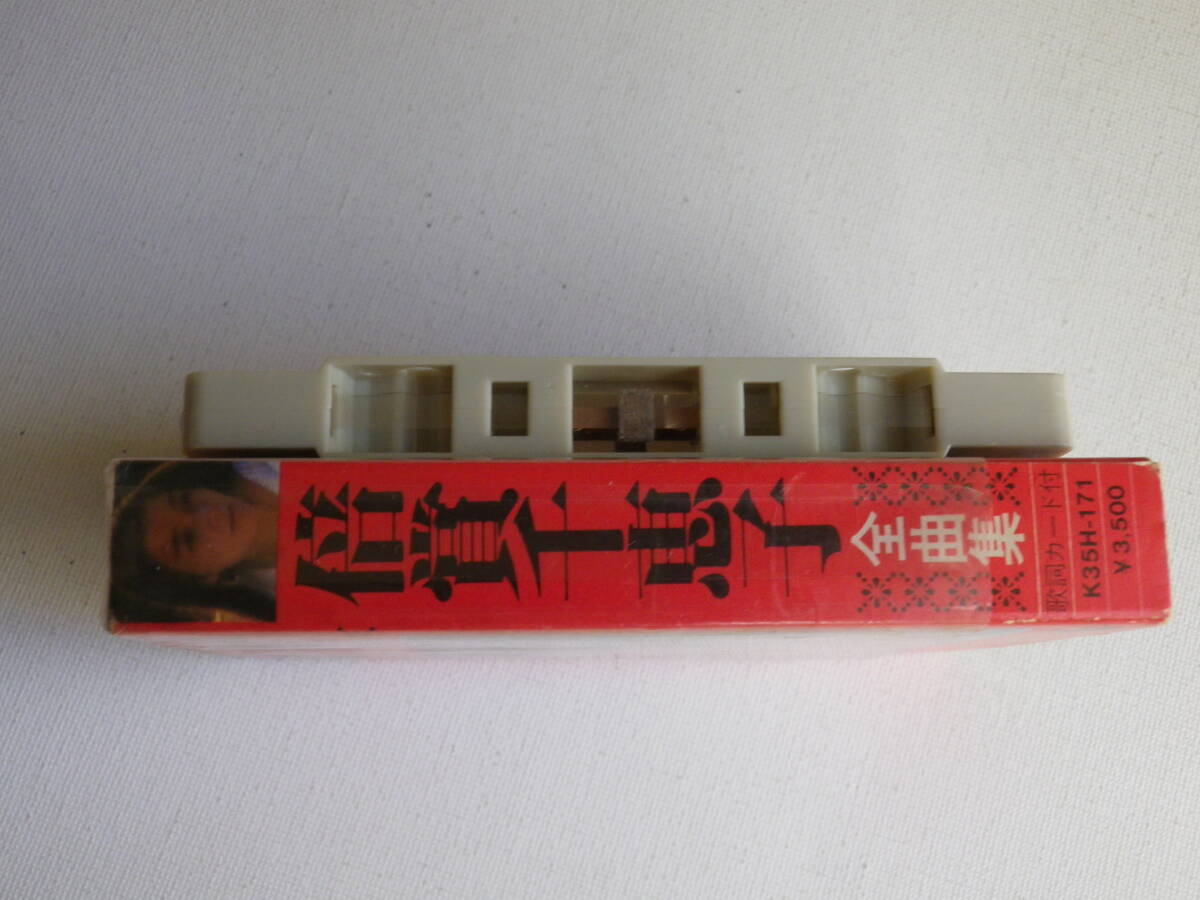 倍賞千恵子
全曲集
歌詞カード付
K35H-171
¥3,500